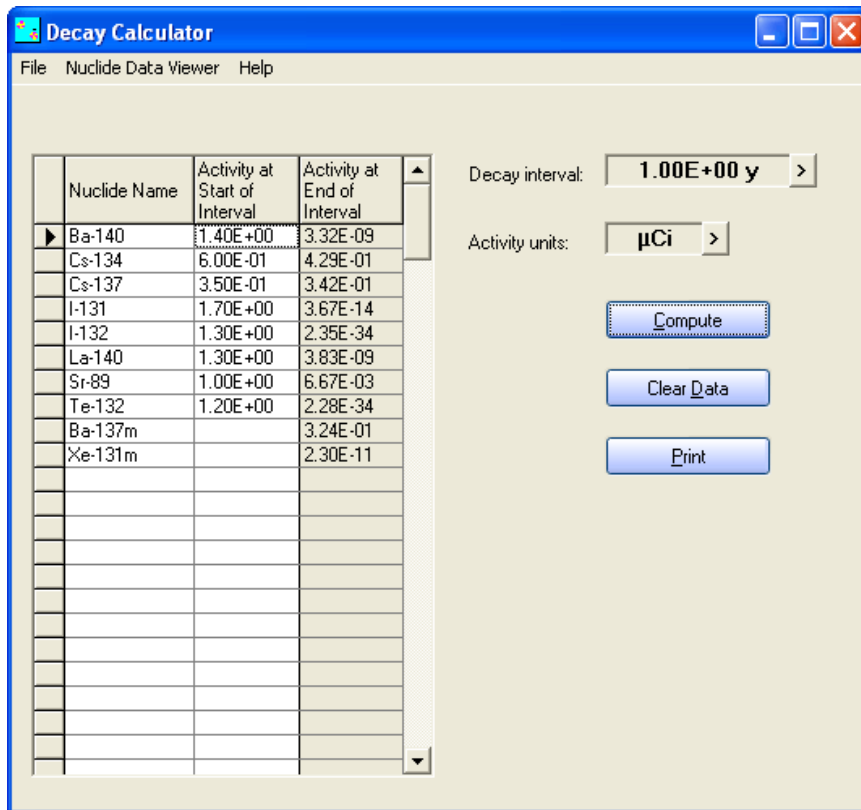 Decay Calculator
File Nuclide Data Viewer Help
Nuclide Name Activity at Start of Interval Activity at End of Interval
Ba-140 1.40E+00 3.32E-09
Cs-134 6.00E-01 4.29E-01
Cs-137 3.50E-01 3.42E-01
I-131 1.70E+00 3.67E-14
I-132 1.30E+00 2.35E-34
La-140 1.30E+00 3.83E-09
Sr-89 1.00E+00 6.67E-03
Te-132 1.20E+00 2.28E-34
Ba-137m 3.24E-01
Xe-131m 2.30E-11
Decay interval: 1.00E+00 y >
Activity units: µCi >
Compute
Clear Data
Print